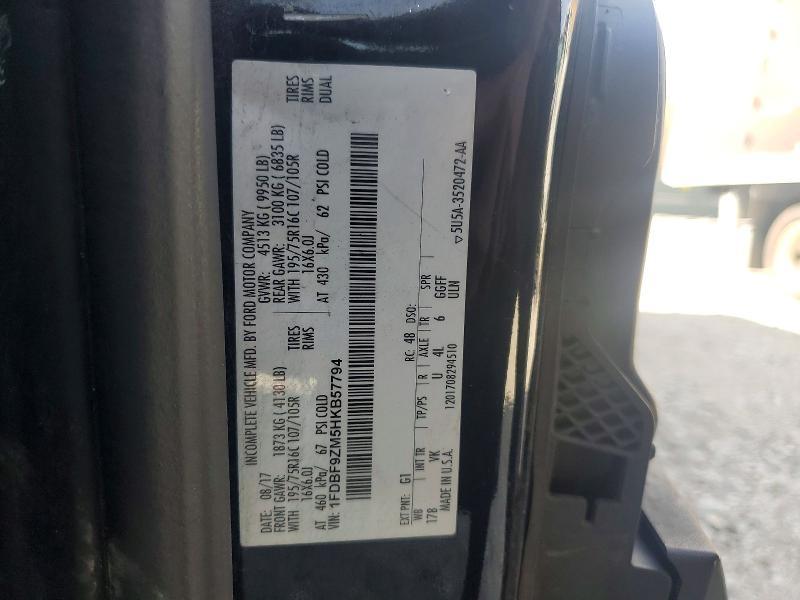 INCOMPLETE VEHICLE MFD. BY FORD MOTOR COMPANY
DATE: 08/17 GVWR: 4513 KG ( 9950 LB)
FRONT GAWR: 1873 KG ( 4130 LB) REAR GAWR: 3100 KG ( 6835 LB)
WITH 195/75R16C 107/105R TIRES WITH 195/75R16C 107/105R TIRES
16X6.0J RIMS 16X6.0J RIMS
AT 460 kPa/ 67 PSI COLD AT 430 kPa/ 62 PSI COLD DUAL
VIN: 1FDBF9ZM5HKB57794
EXT PNT: G1 RC: 48 DSO:
WB INT TR TP/PS R AXLE TR SPR
178 VK U 4L 6 GGFF
MADE IN U.S.A. 1201708294510 ULN
▽5U5A-3520472-AA